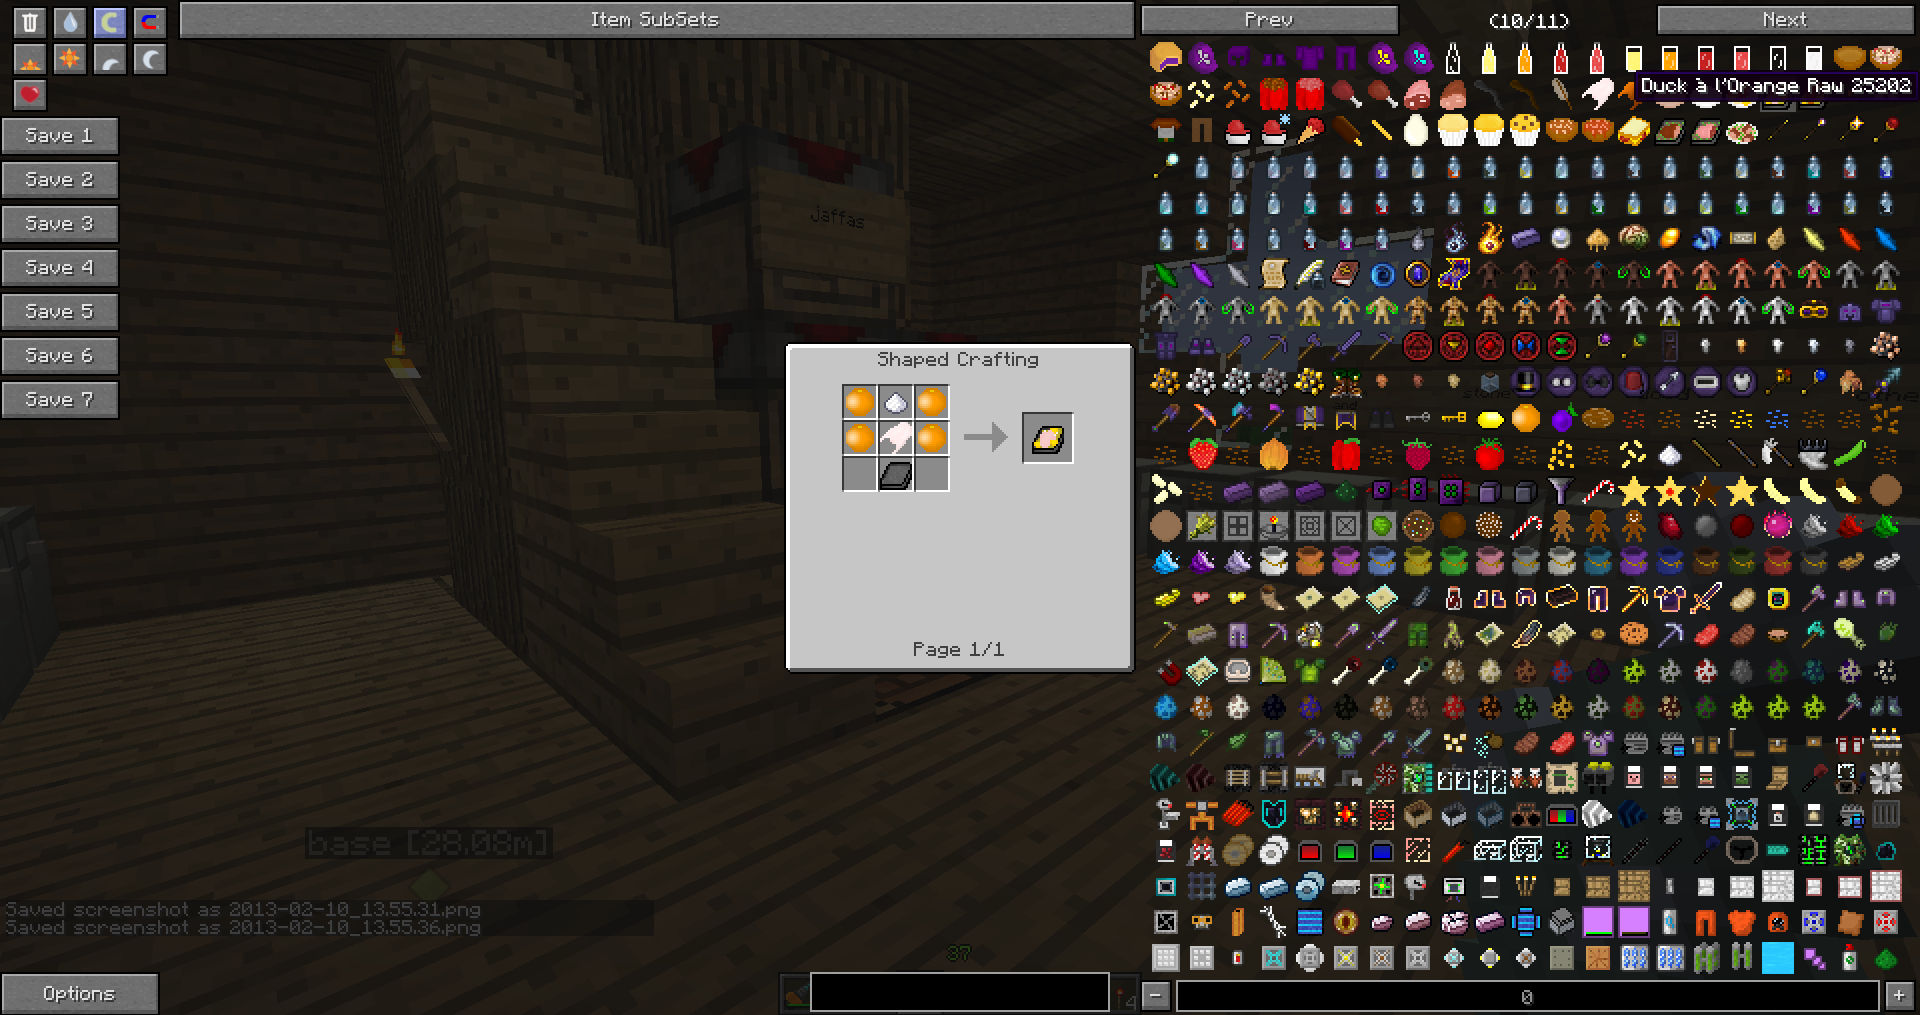 Item SubSets
Prev
(10/11)
Next
Duck à l'Orange Raw 25202
Save 1
Save 2
Save 3
Save 4
Save 5
Save 6
Save 7
Jaffas
Shaped Crafting
Page 1/1
base [28.08m]
Saved screenshot as 2013-02-10_13.55.31.png
Saved screenshot as 2013-02-10_13.55.36.png
37
Options
4
-
0
+